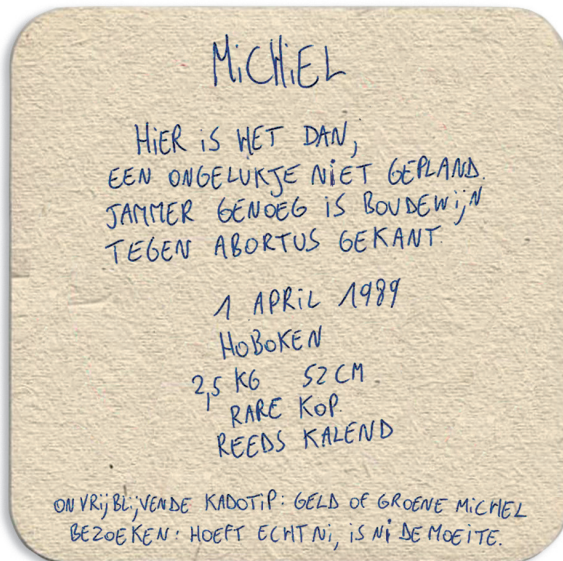 MiCHiEL
HiER iS HET DAN,
EEN ONGELUKJE NiET GEPLAND.
JAMMER GENOEG iS BOUDEWijN
TEGEN ABORTUS GEKANT.
1 APRiL 1989
HOBOKEN
2,5 KG 52 CM.
RARE KOP.
REEDS KALEND
ONVRijBLijVENDE KADOTiP: GELD OF GROENE MiCHEL
BEZOEKEN: HOEFT ECHT Ni, iS Ni DE MOEiTE.